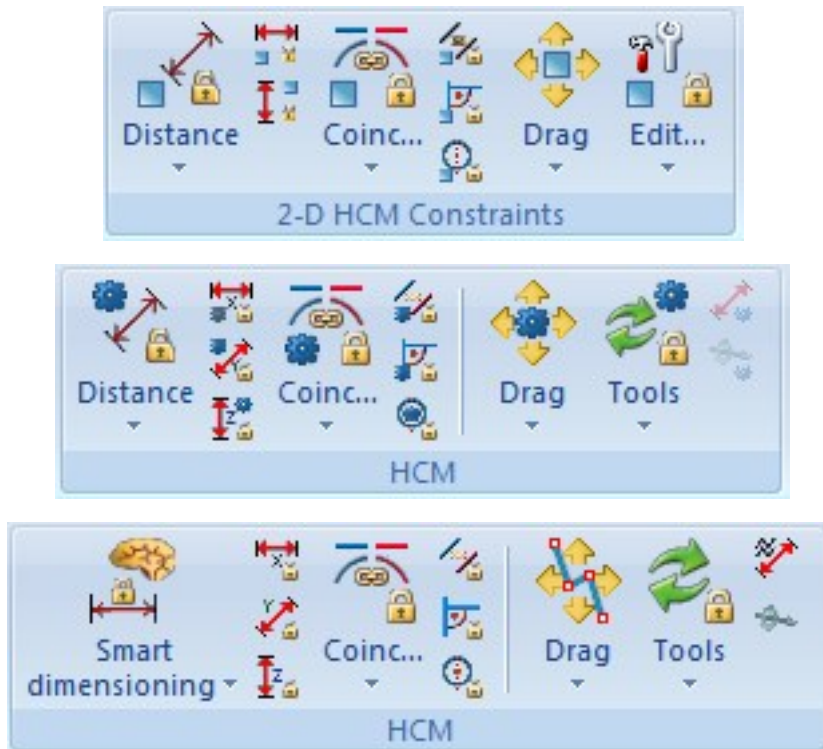 Distance Coinc... Drag Edit...
2-D HCM Constraints
X
Y
Distance Coinc... Drag Tools
Z
HCM
X
Y
Smart Coinc... Drag Tools
dimensioning Z
HCM